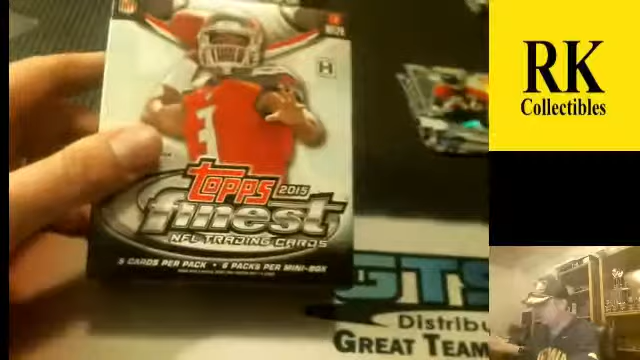 RK
Collectibles
3
TOPPS
2015
finest
NFL TRADING CARDS
5 CARDS PER PACK • 6 PACKS PER MINI-BOX
GTS
Distribu
GREAT TEAM